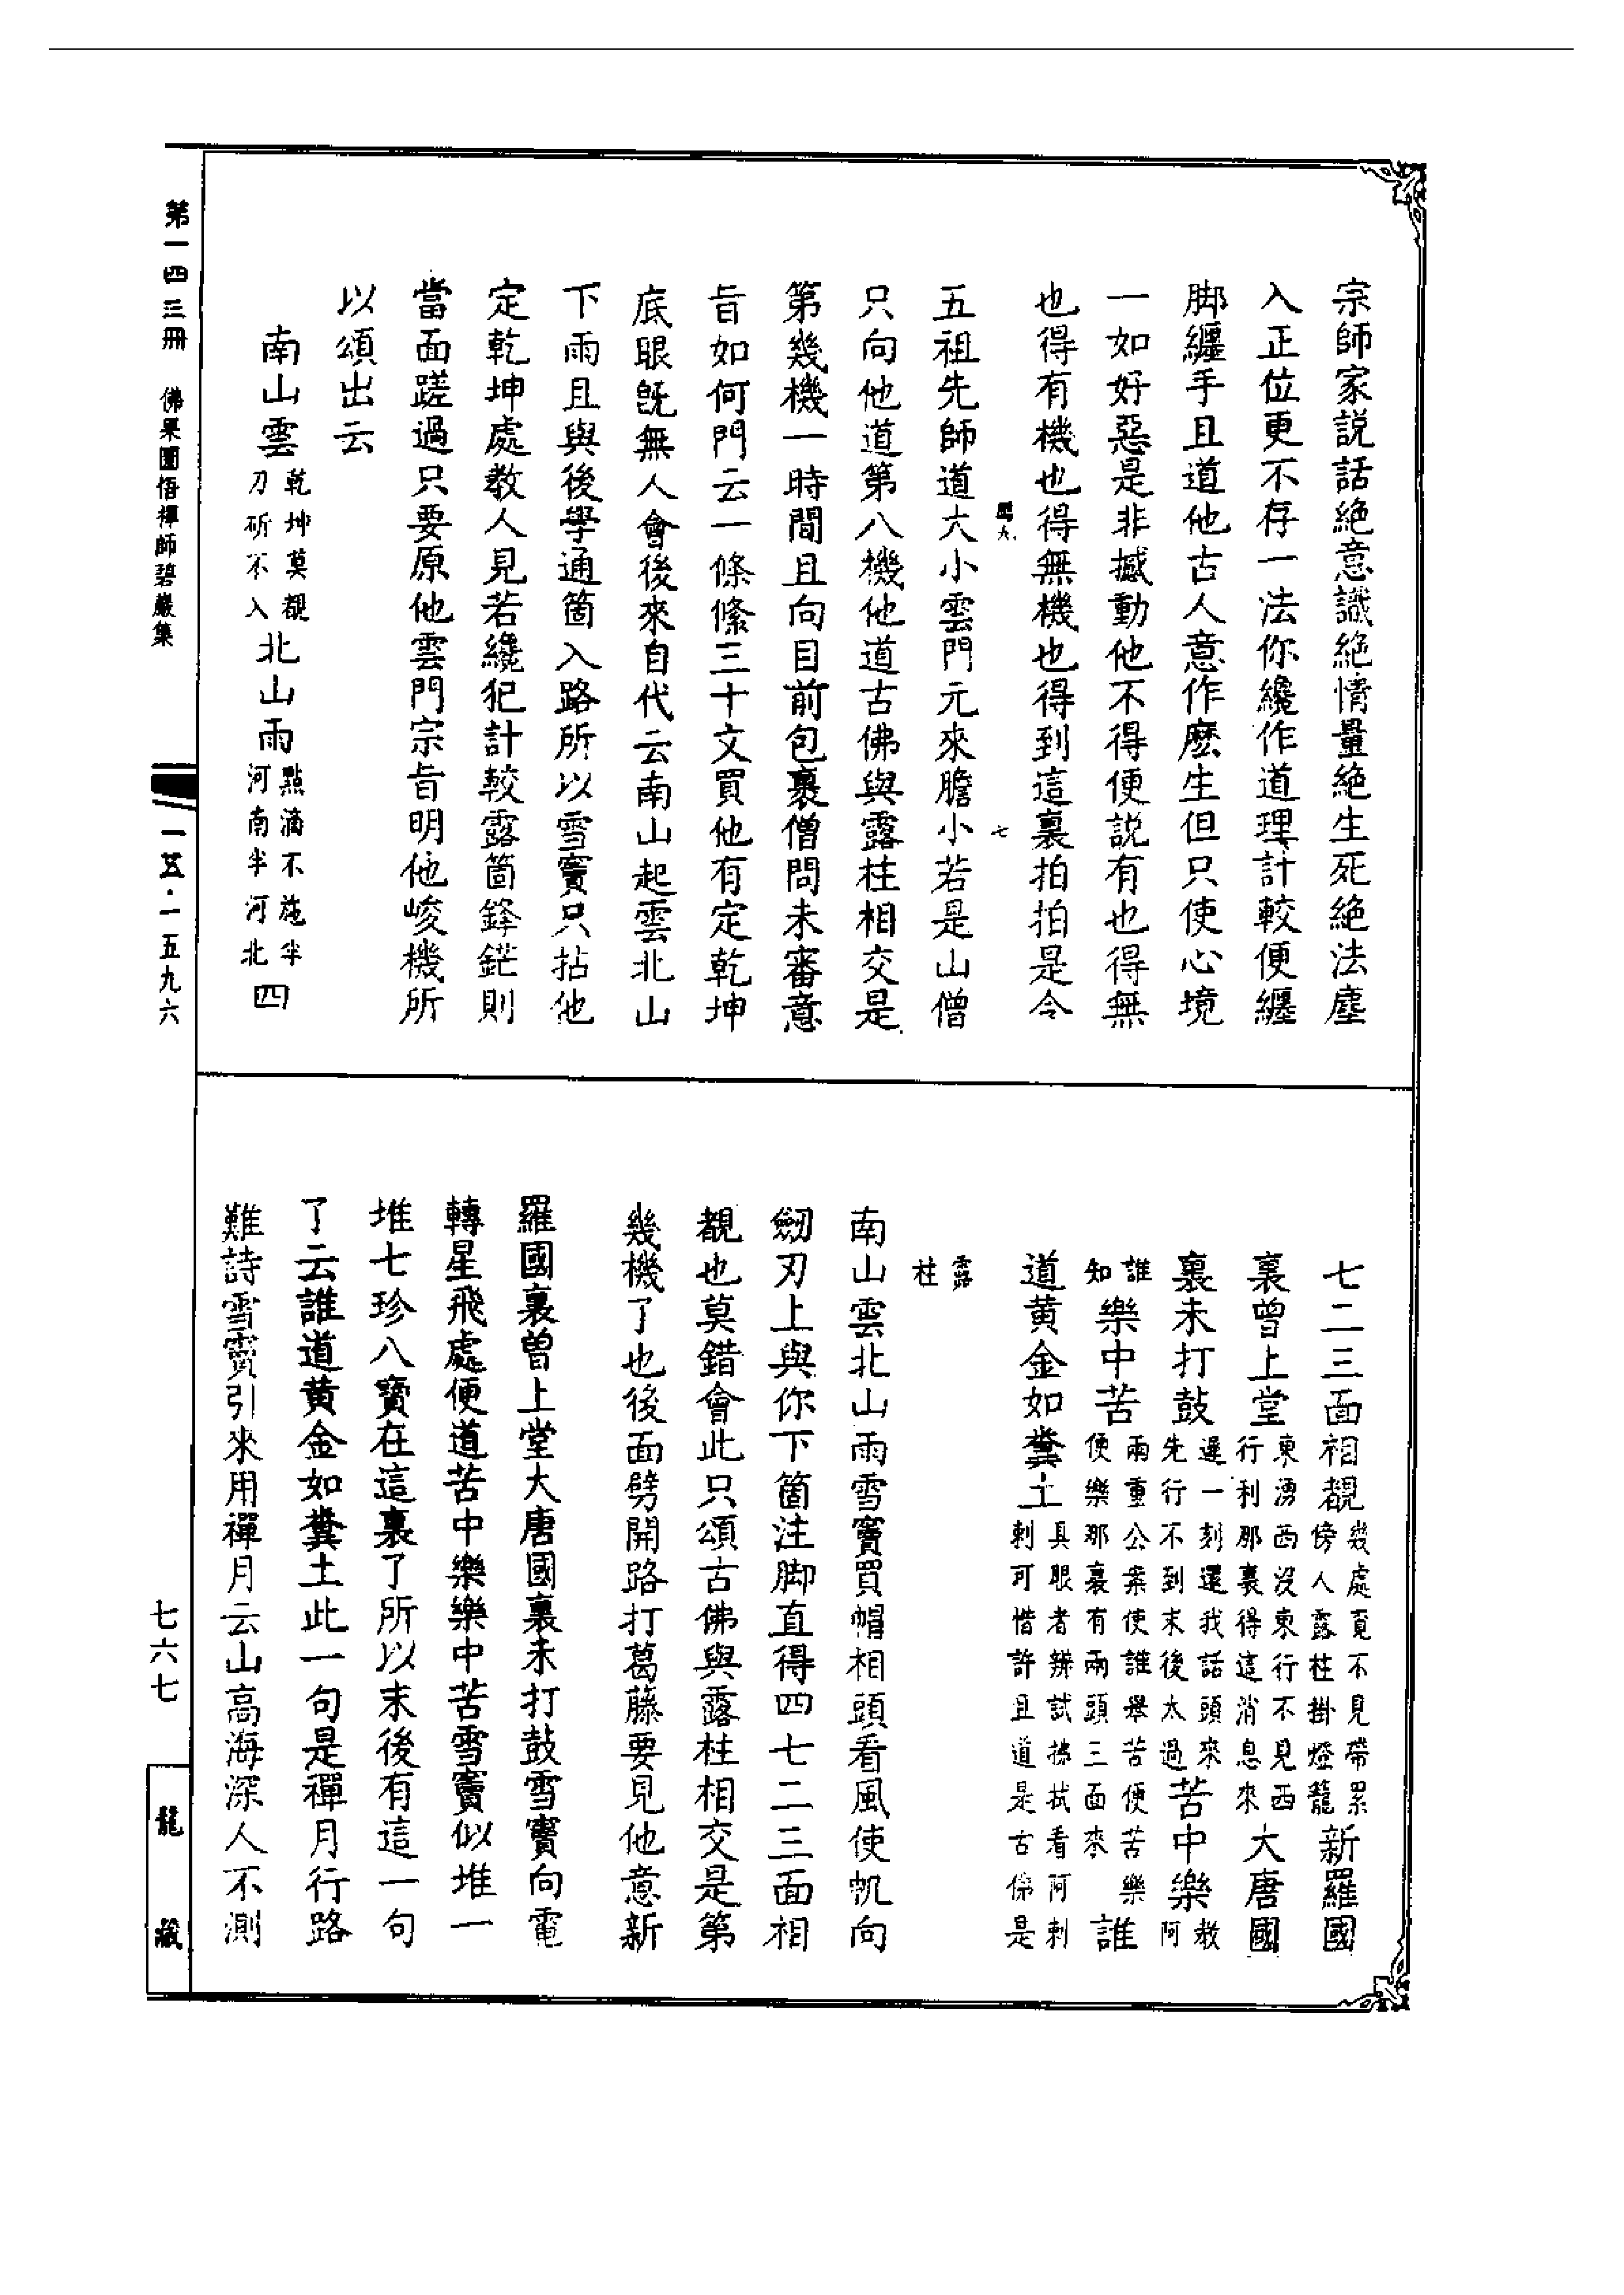 宗師家説話絶意識絶情量絶生死絶法塵
入正位更不存一法你纔作道理計較便纒
脚纒手且道他古人意作麽生但只使心境
一如好惡是非撼動他不得便説有也得無
也得有機也得無機也得到這裏拍拍是令
五祖先師道大小雲門元來膽小若是山僧
只向他道第八機他道古佛與露柱相交是
第幾機一時間且向目前包裹僧問未審意
旨如何門云一條絛三十文買他有定乾坤
底眼旣無人會後來自代云南山起雲北山
下雨且與後學通箇入路所以雪竇只拈他
定乾坤處教人見若纔犯計較露箇鋒鋩則
當面蹉過只要原他雲門宗旨明他峻機所
以頌出云
南山雲乾坤莫覩刀斫不入北山雨點滴不施半河南半河北四
七二三面相覩幾處覓不見帶累傍人露柱掛燈籠新羅國
裏曾上堂東湧西沒東行不見西行利那裏得這消息來大唐國
裏未打鼓遲一刻還我話頭來先行不到末後太過苦中樂教阿
誰知樂中苦兩重公案使誰舉苦便苦樂便樂那裏有兩頭三面來誰
道黄金如糞土具眼者辨試拂拭看阿剌剌可惜許且道是古佛是
露柱
南山雲北山雨雪竇買帽相頭看風使帆向
劒刃上與你下箇注脚直得四七二三面相
覩也莫錯會此只頌古佛與露柱相交是第
幾機了也後面劈開路打葛藤要見他意新
羅國裏曾上堂大唐國裏未打鼓雪竇向電
轉星飛處便道苦中樂樂中苦雪竇似堆一
堆七珍八寶在這裏了所以末後有這一句
了云誰道黄金如糞土此一句是禪月行路
難詩雪竇引來用禪月云山高海深人不測
第一四三冊 佛果圜悟禪師碧巖集
一五九六
七六七
龍藏